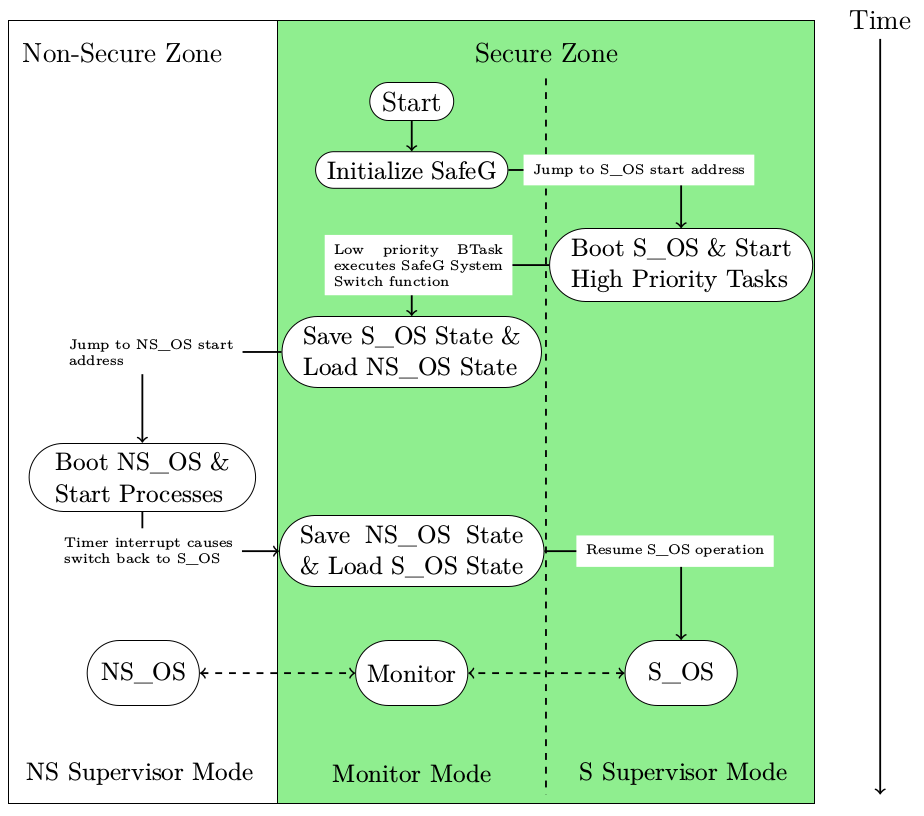 Time
Non-Secure Zone
Secure Zone
Start
Initialize SafeG
Jump to S_OS start address
Low priority BTask
executes SafeG System
Switch function
Boot S_OS & Start
High Priority Tasks
Jump to NS_OS start
address
Save S_OS State &
Load NS_OS State
Boot NS_OS &
Start Processes
Timer interrupt causes
switch back to S_OS
Save NS_OS State
& Load S_OS State
Resume S_OS operation
NS_OS
Monitor
S_OS
NS Supervisor Mode
Monitor Mode
S Supervisor Mode